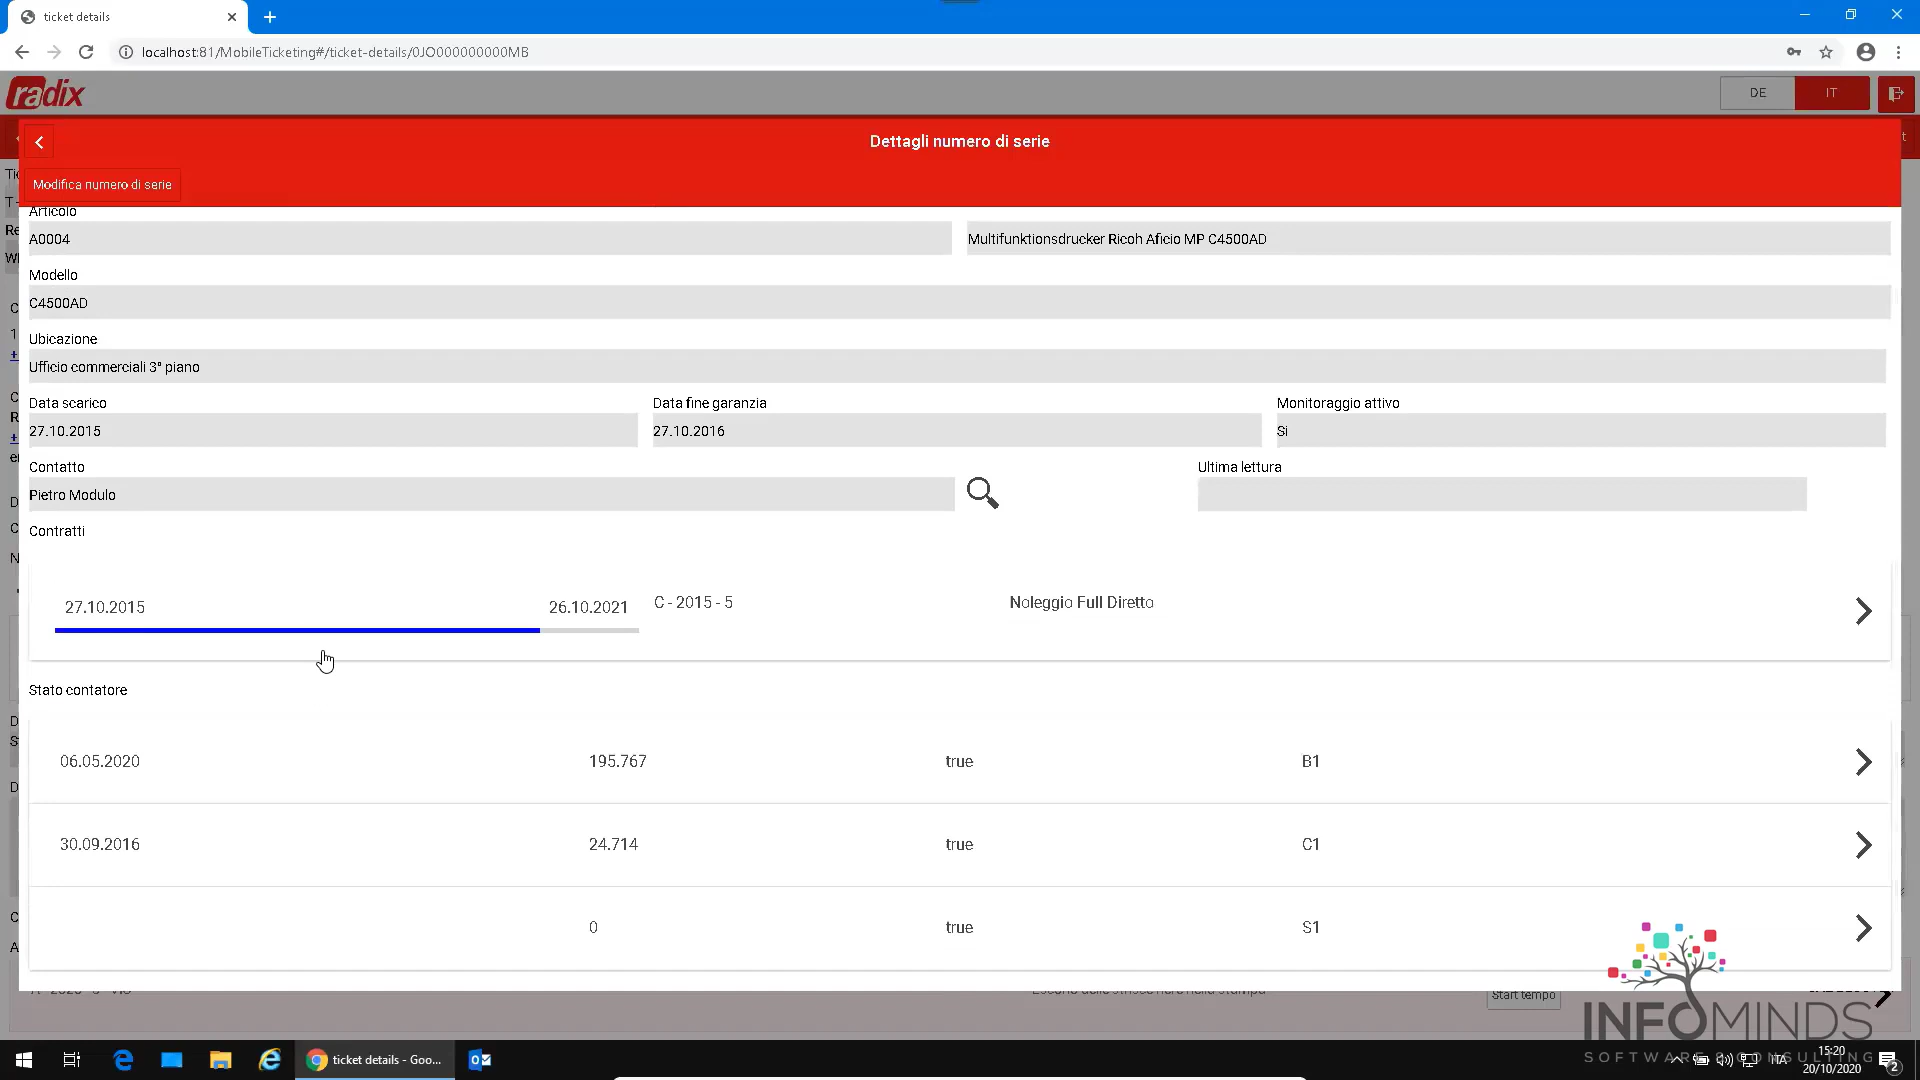 ticket details
localhost:81/MobileTicketing#/ticket-details/0JO000000000MB
radix
DE
IT
Dettagli numero di serie
Modifica numero di serie
Articolo
A0004
Multifunktionsdrucker Ricoh Aficio MP C4500AD
Modello
C4500AD
Ubicazione
Ufficio commerciali 3° piano
Data scarico
Data fine garanzia
Monitoraggio attivo
27.10.2015
27.10.2016
Si
Contatto
Ultima lettura
Pietro Modulo
Contratti
27.10.2015
26.10.2021
C - 2015 - 5
Noleggio Full Diretto
Stato contatore
06.05.2020
195.767
true
B1
30.09.2016
24.714
true
C1
0
true
S1
Start tempo
INFOMINDS
SOFTWARE & CONSULTING
ticket details - Goo...
ITA
15:20
20/10/2020
2